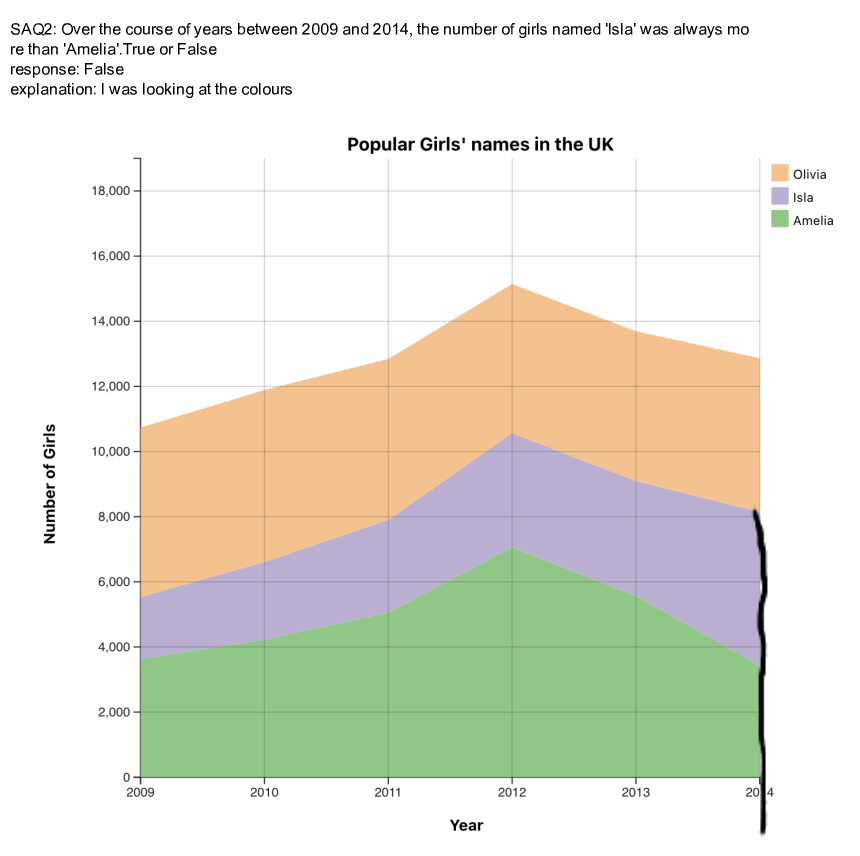 SAQ2: Over the course of years between 2009 and 2014, the number of girls named 'Isla' was always mo
re than 'Amelia'.True or False
response: False
explanation: I was looking at the colours
Popular Girls' names in the UK
Olivia
Isla
Amelia
18,000
16,000
14,000
12,000
10,000
8,000
6,000
4,000
2,000
0
Number of Girls
2009 2010 2011 2012 2013 2014
Year